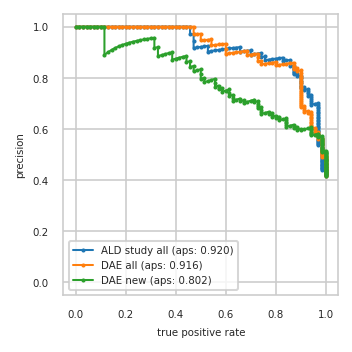 1.0
0.8
0.6
0.4
0.2
0.0
precision
ALD study all (aps: 0.920)
DAE all (aps: 0.916)
DAE new (aps: 0.802)
0.0 0.2 0.4 0.6 0.8 1.0
true positive rate